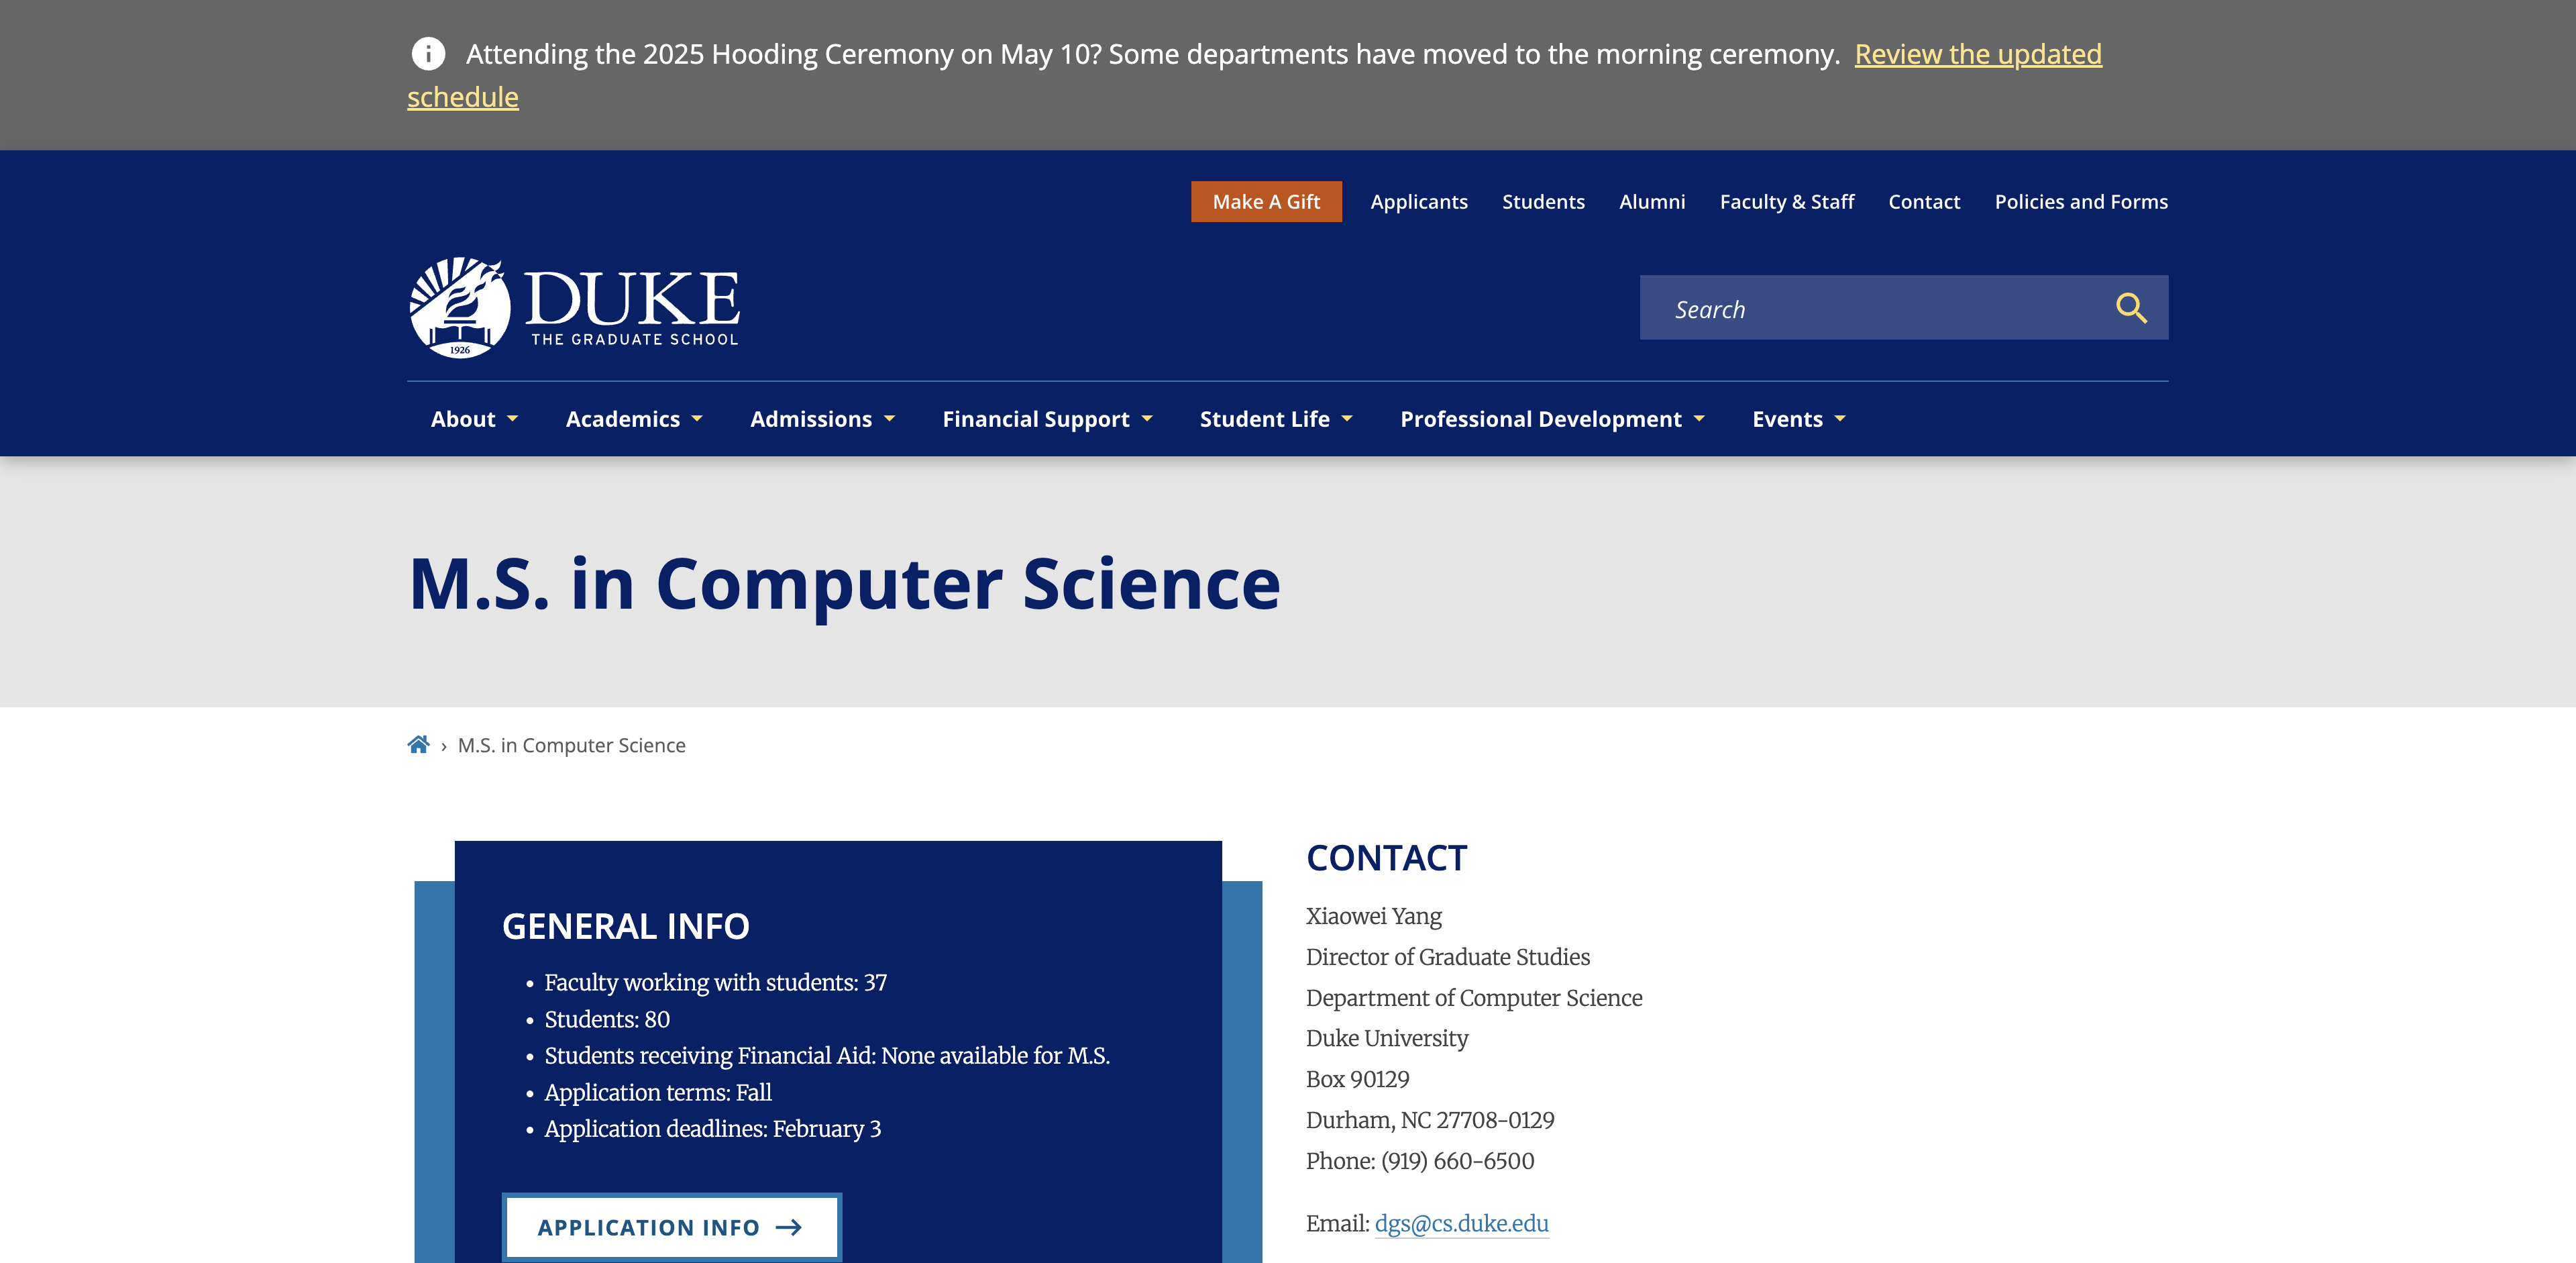 Attending the 2025 Hooding Ceremony on May 10? Some departments have moved to the morning ceremony. Review the updated
schedule
Make A Gift Applicants Students Alumni Faculty & Staff Contact Policies and Forms
DUKE
THE GRADUATE SCHOOL
1926
Search
About Academics Admissions Financial Support Student Life Professional Development Events
M.S. in Computer Science
› M.S. in Computer Science
GENERAL INFO
• Faculty working with students: 37
• Students: 80
• Students receiving Financial Aid: None available for M.S.
• Application terms: Fall
• Application deadlines: February 3
APPLICATION INFO →
CONTACT
Xiaowei Yang
Director of Graduate Studies
Department of Computer Science
Duke University
Box 90129
Durham, NC 27708-0129
Phone: (919) 660-6500
Email: dgs@cs.duke.edu